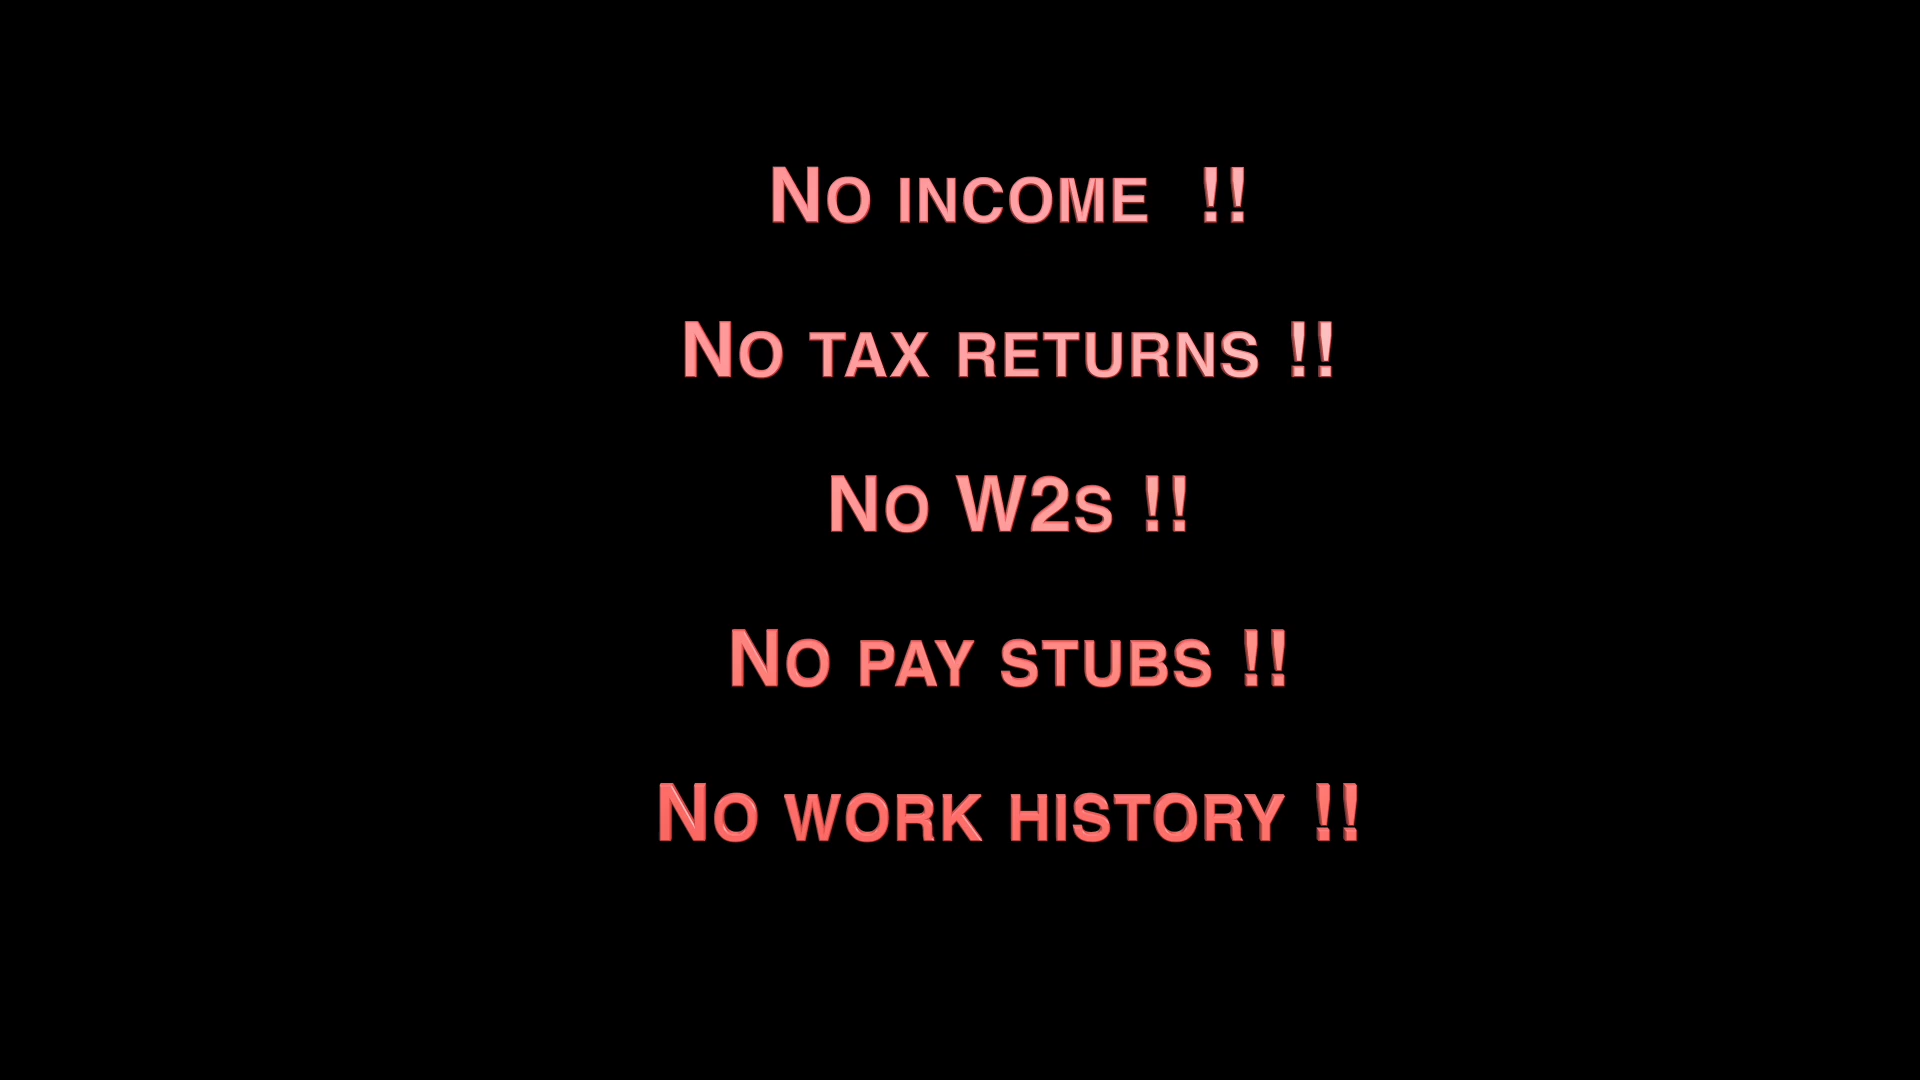 No income  !!
No tax returns !!
No W2s !!
No pay stubs !!
No work history !!